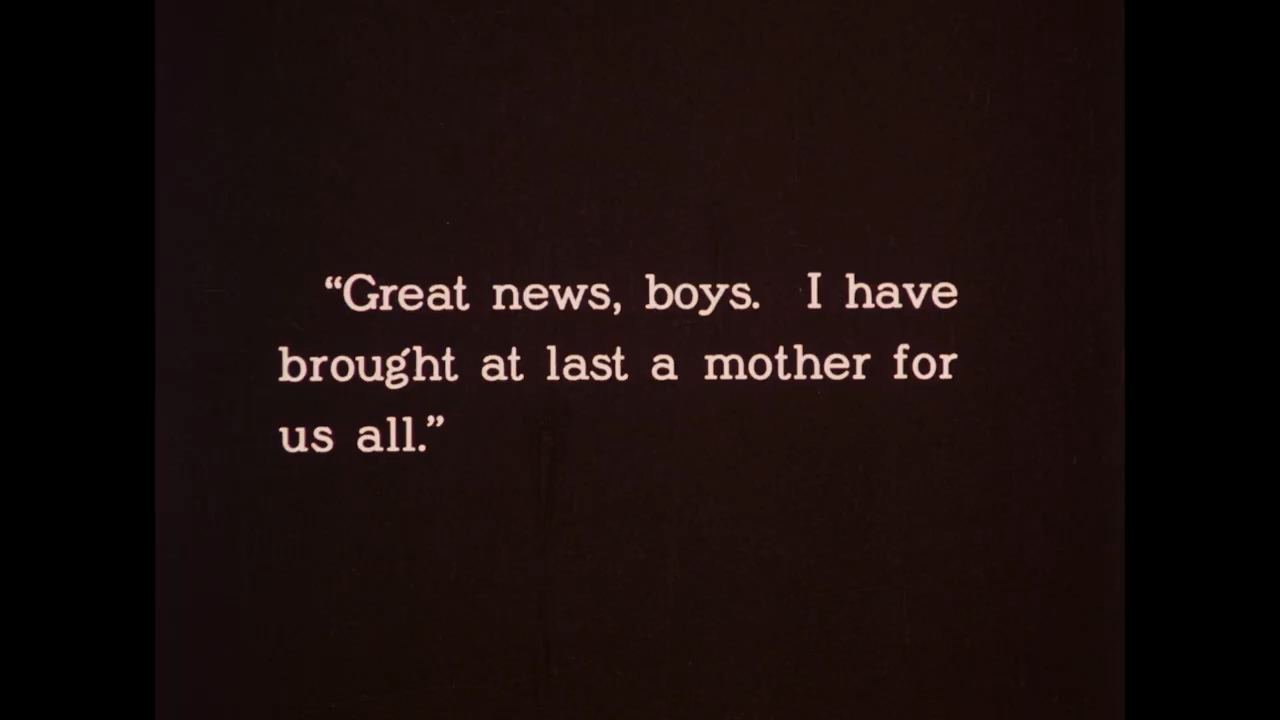 “Great news, boys. I have
brought at last a mother for
us all.”